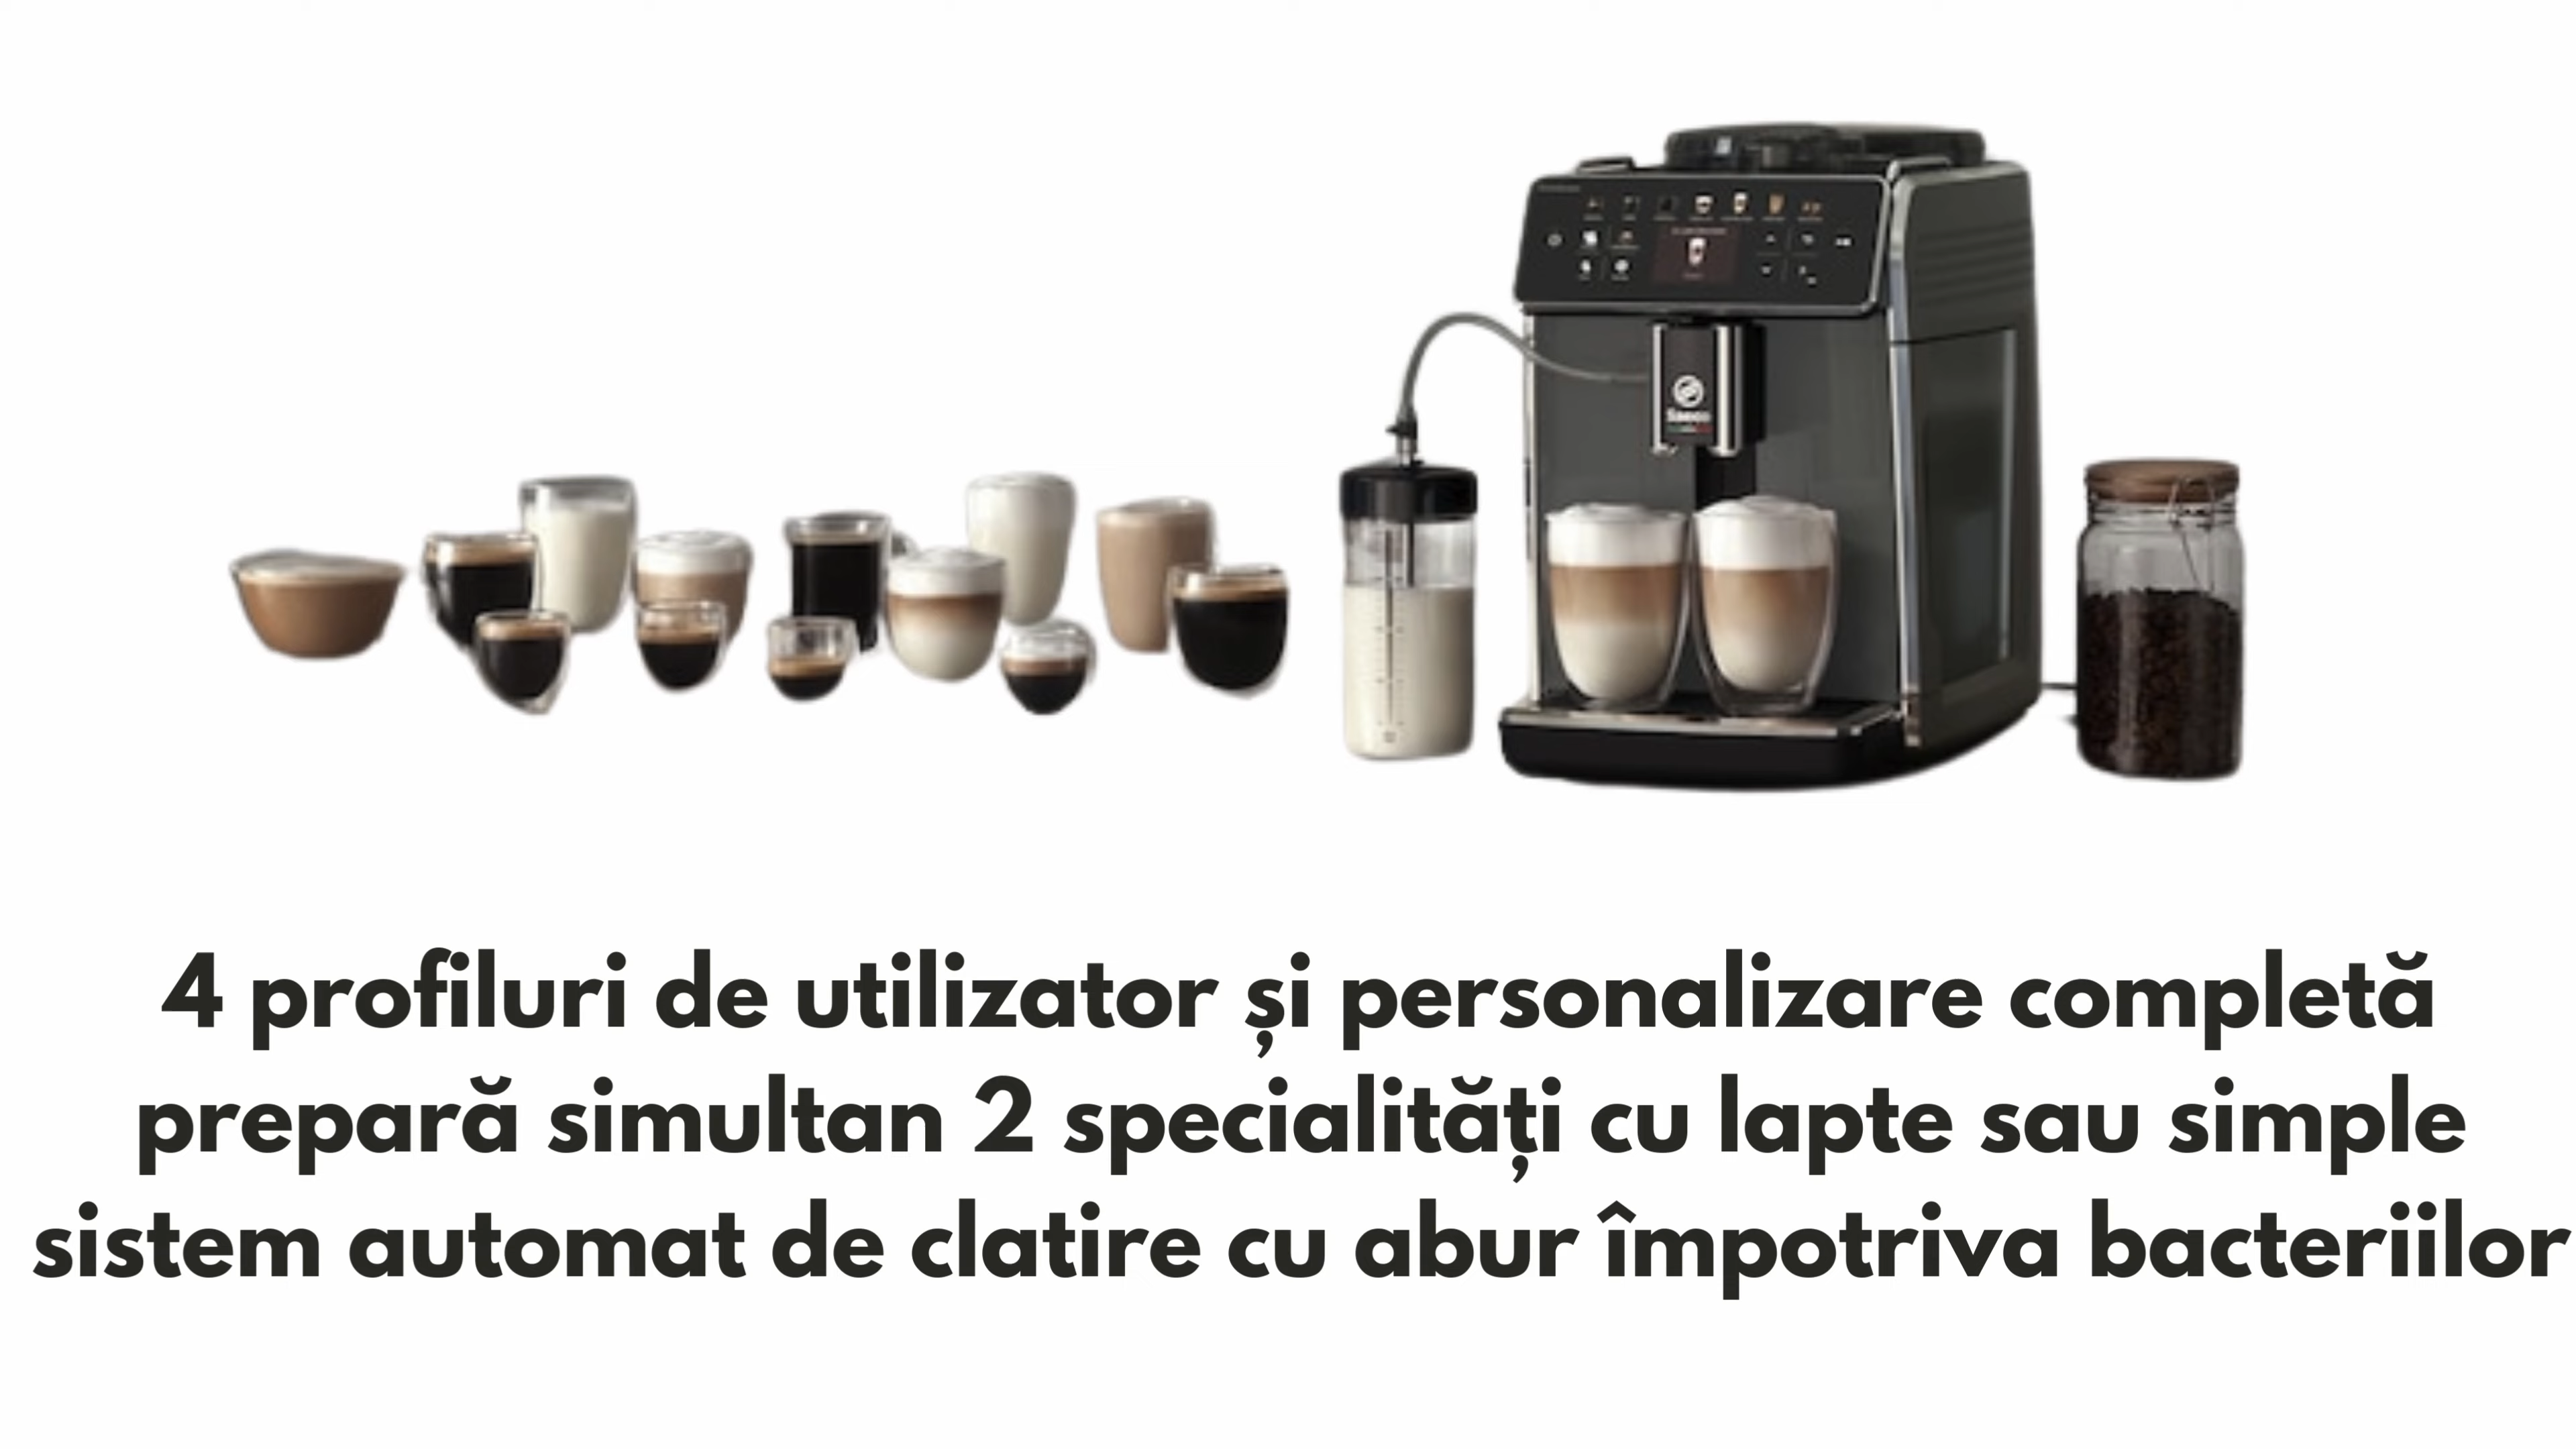 Saeco
4 profiluri de utilizator și personalizare completă
prepară simultan 2 specialități cu lapte sau simple
sistem automat de clatire cu abur împotriva bacteriilor